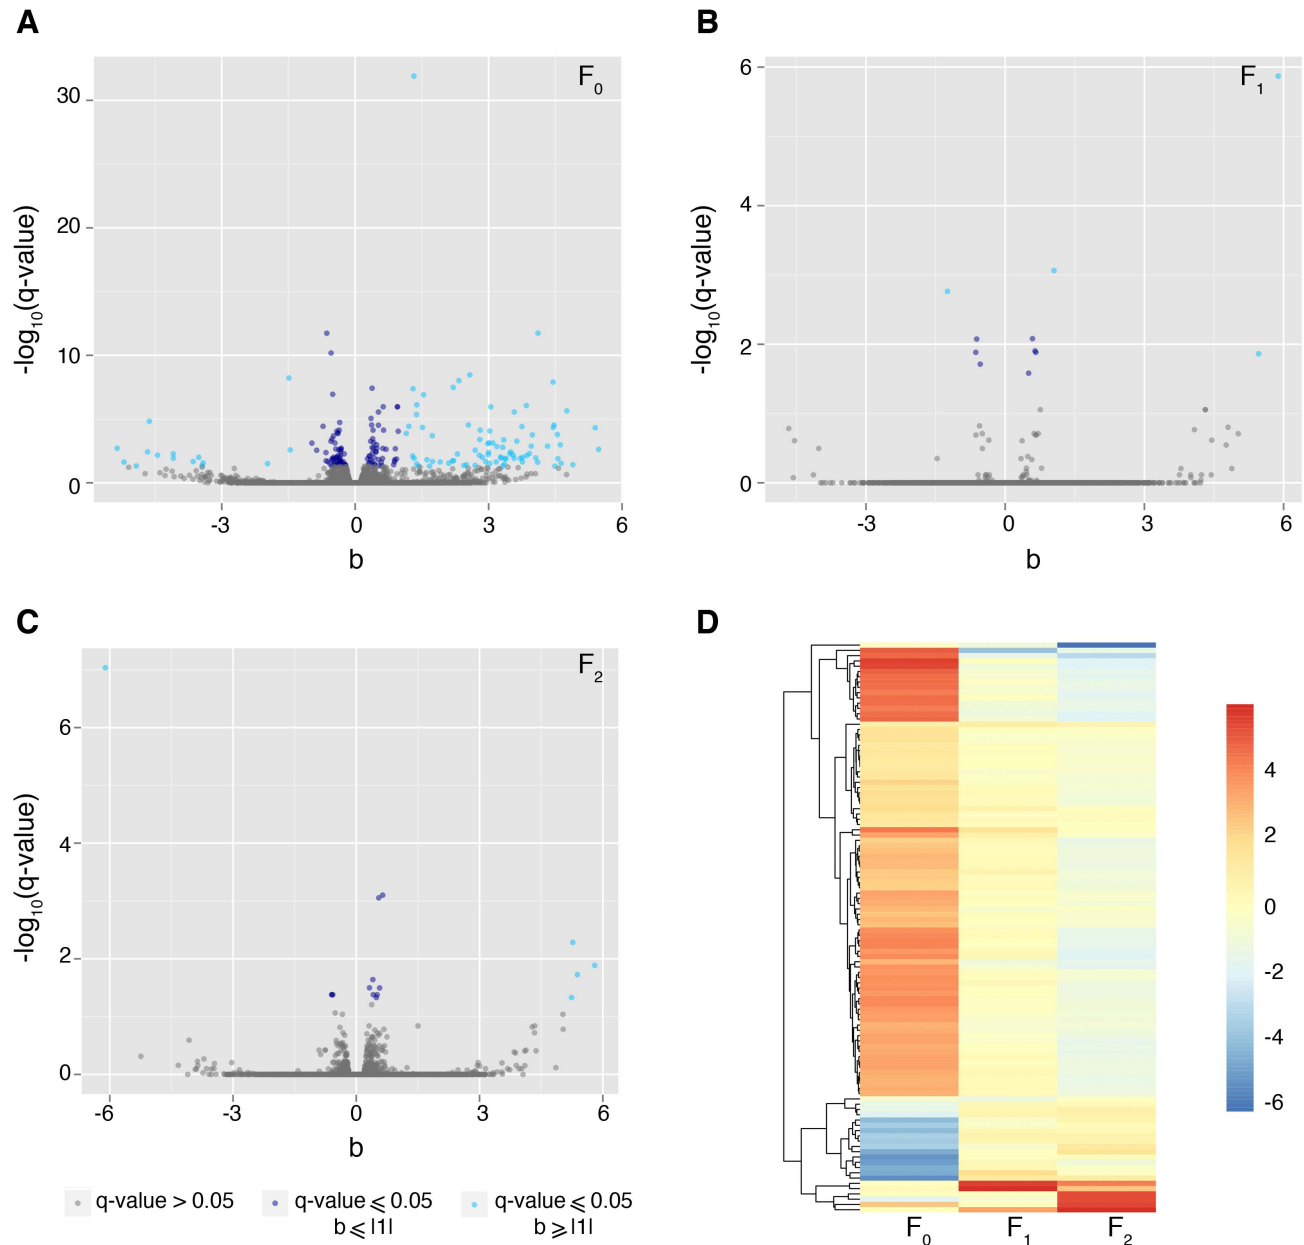 A
F0
30
20
10
0
-log10(q-value)
-3
0
3
6
b
B
F1
6
4
2
0
-log10(q-value)
-3
0
3
6
b
C
F2
6
4
2
0
-log10(q-value)
-6
-3
0
3
6
b
D
4
2
0
-2
-4
-6
F0 F1 F2
q-value > 0.05
q-value ⩽ 0.05
b ⩽ |1|
q-value ⩽ 0.05
b ⩾ |1|